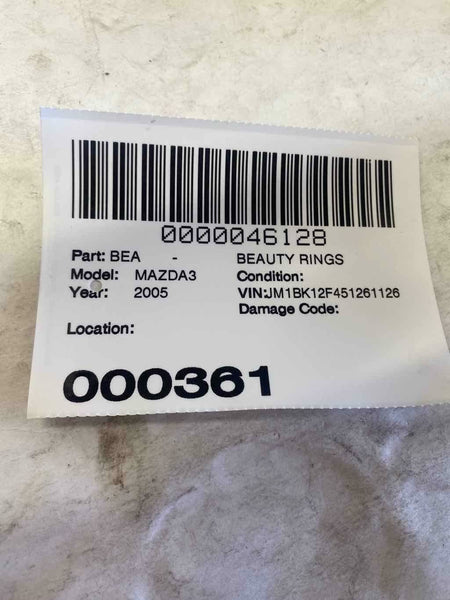 0000046128
Part: BEA - BEAUTY RINGS
Model: MAZDA3 Condition:
Year: 2005 VIN:JM1BK12F451261126
Damage Code:
Location:
000361